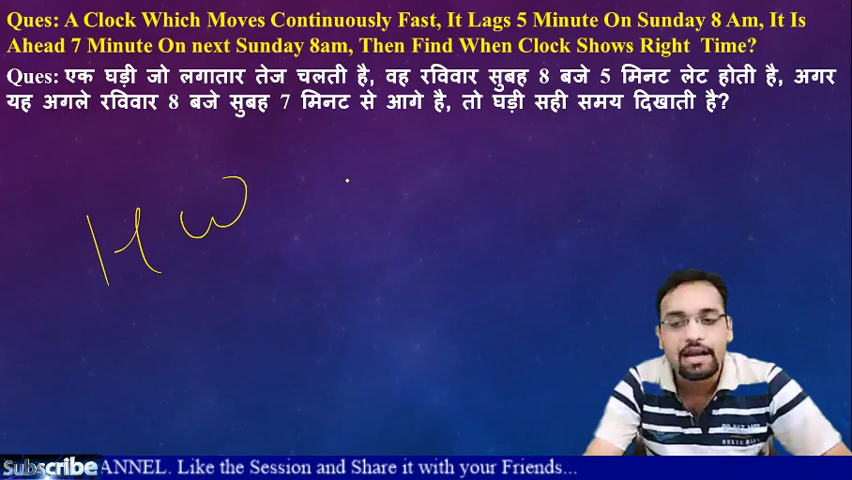 Ques: A Clock Which Moves Continuously Fast, It Lags 5 Minute On Sunday 8 Am, It Is
Ahead 7 Minute On next Sunday 8am, Then Find When Clock Shows Right Time?
Ques: एक घड़ी जो लगातार तेज चलती है, वह रविवार सुबह 8 बजे 5 मिनट लेट होती है, अगर
यह अगले रविवार 8 बजे सुबह 7 मिनट से आगे है, तो घड़ी सही समय दिखाती है?
HW
Subscribe ANNEL. Like the Session and Share it with your Friends...